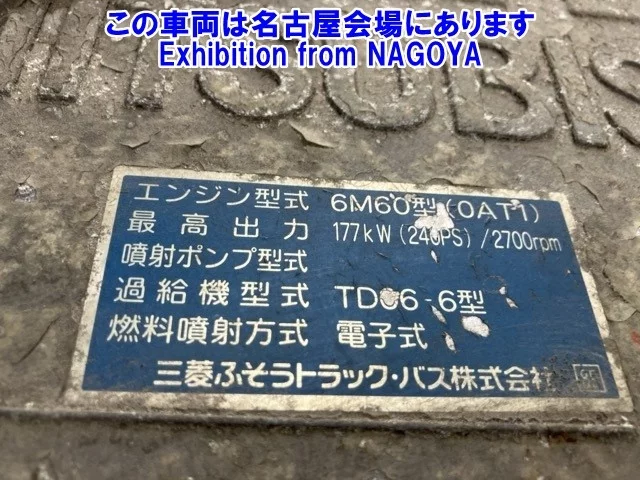 この車両は名古屋会場にあります
Exhibition from NAGOYA
MITSUBIS
エンジン型式 6M60型(0AT1)
最高出力 177kW(240PS)/2700rpm
噴射ポンプ型式
過給機型式 TD06-6型
燃料噴射方式 電子式
三菱ふそうトラック・バス株式会社